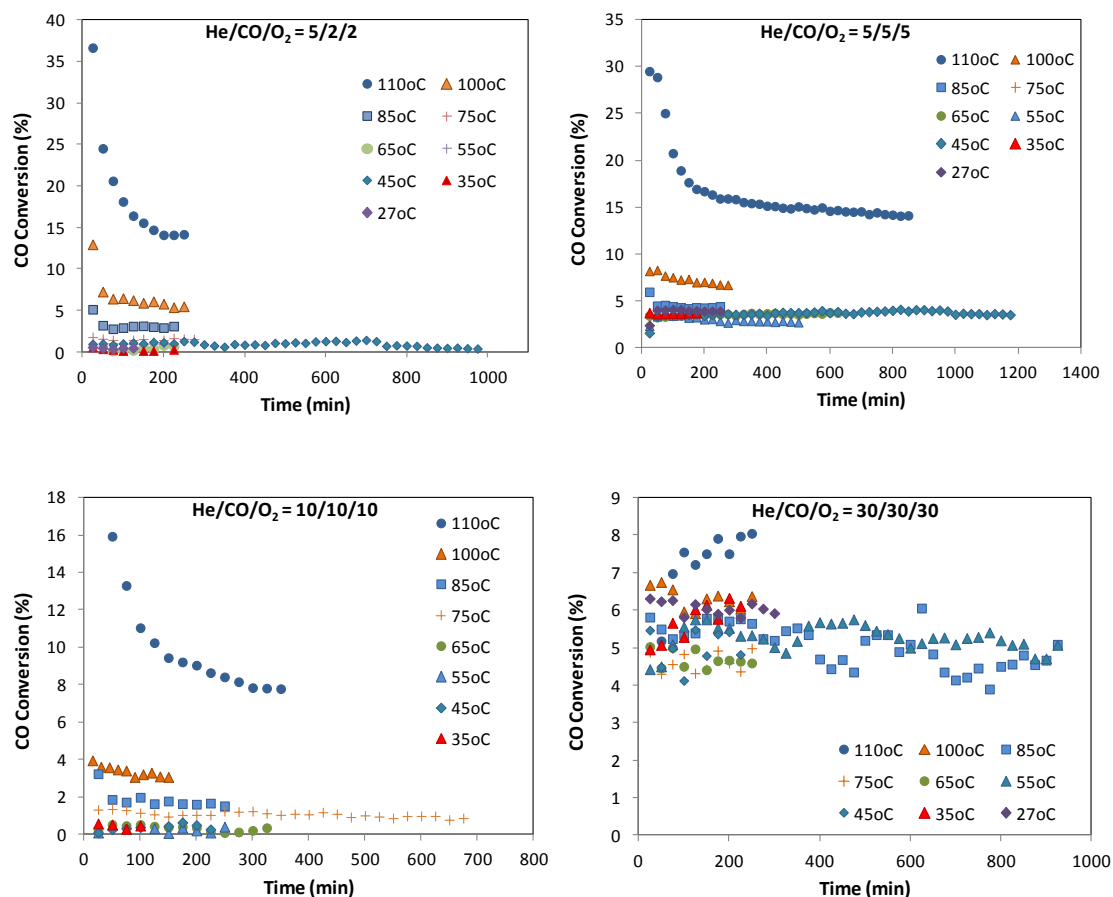 He/CO/O₂ = 5/2/2
CO Conversion (%)
40
35
30
25
20
15
10
5
0
110oC 100oC
85oC 75oC
65oC 55oC
45oC 35oC
27oC
0 200 400 600 800 1000
Time (min)
He/CO/O₂ = 5/5/5
CO Conversion (%)
35
30
25
20
15
10
5
0
110oC 100oC
85oC 75oC
65oC 55oC
45oC 35oC
27oC
0 200 400 600 800 1000 1200 1400
Time (min)
He/CO/O₂ = 10/10/10
CO Conversion (%)
18
16
14
12
10
8
6
4
2
0
110oC
100oC
85oC
75oC
65oC
55oC
45oC
35oC
0 100 200 300 400 500 600 700 800
Time (min)
He/CO/O₂ = 30/30/30
CO Conversion (%)
9
8
7
6
5
4
3
2
1
0
110oC 100oC 85oC
75oC 65oC 55oC
45oC 35oC 27oC
0 200 400 600 800 1000
Time (min)